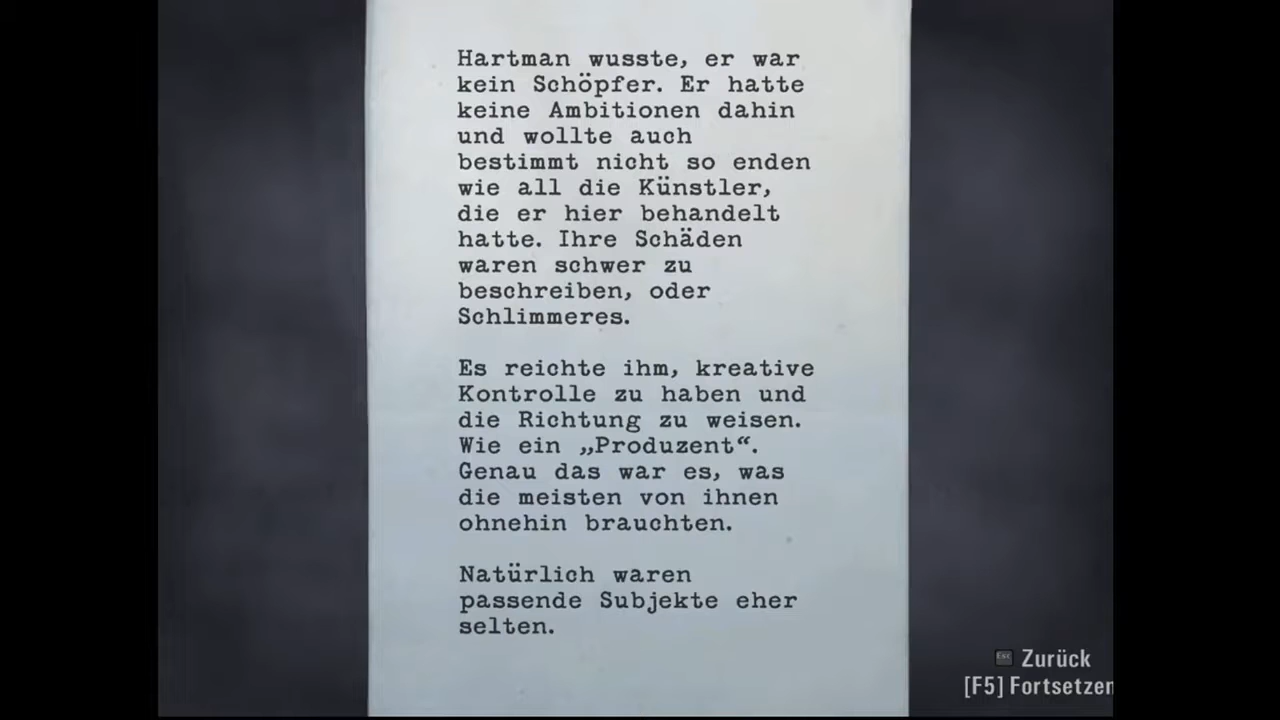 Hartman wusste, er war
kein Schöpfer. Er hatte
keine Ambitionen dahin
und wollte auch
bestimmt nicht so enden
wie all die Künstler,
die er hier behandelt
hatte. Ihre Schäden
waren schwer zu
beschreiben, oder
Schlimmeres.
Es reichte ihm, kreative
Kontrolle zu haben und
die Richtung zu weisen.
Wie ein „Produzent“.
Genau das war es, was
die meisten von ihnen
ohnehin brauchten.
Natürlich waren
passende Subjekte eher
selten.
Esc Zurück
[F5] Fortsetzen